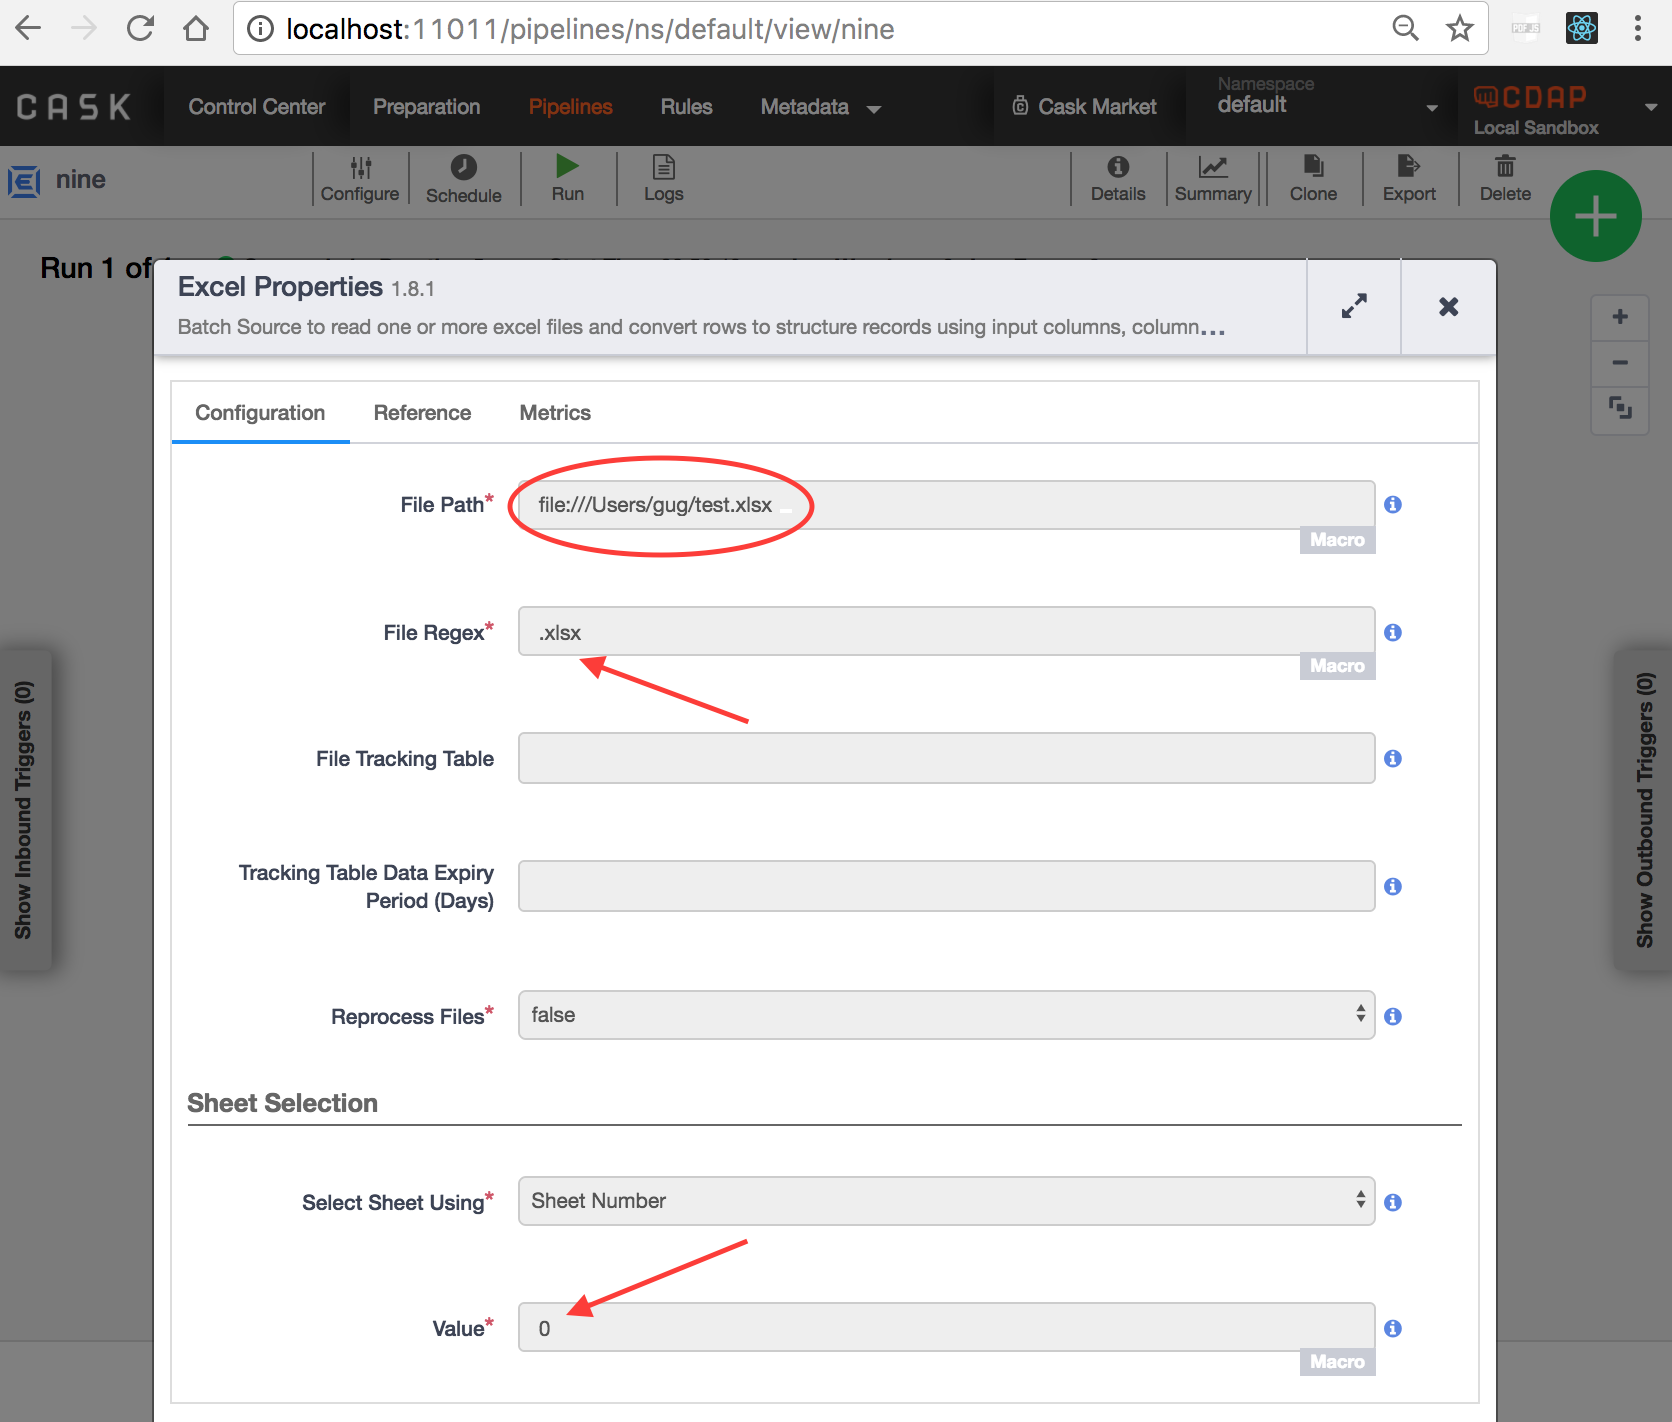 localhost:11011/pipelines/ns/default/view/nine
CASK Control Center Preparation Pipelines Rules Metadata Cask Market Namespace default CDAP Local Sandbox
nine Configure Schedule Run Logs Details Summary Clone Export Delete
Run 1 of
Excel Properties 1.8.1
Batch Source to read one or more excel files and convert rows to structure records using input columns, column...
Configuration Reference Metrics
File Path* file:///Users/gug/test.xlsx
Macro
File Regex* .xlsx
Macro
File Tracking Table
Tracking Table Data Expiry
Period (Days)
Reprocess Files* false
Sheet Selection
Select Sheet Using* Sheet Number
Value* 0
Macro
Show Inbound Triggers (0)
Show Outbound Triggers (0)